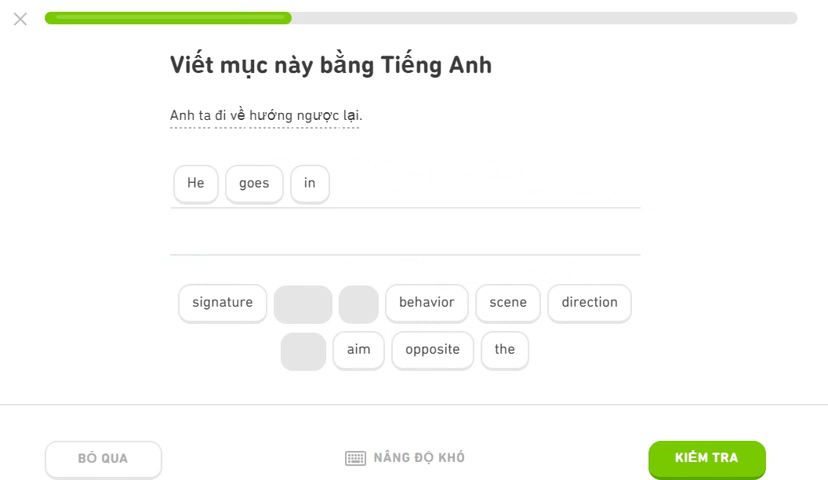 Viết mục này bằng Tiếng Anh
Anh ta đi về hướng ngược lại.
He goes in
signature behavior scene direction
aim opposite the
BỎ QUA NÂNG ĐỘ KHÓ KIỂM TRA